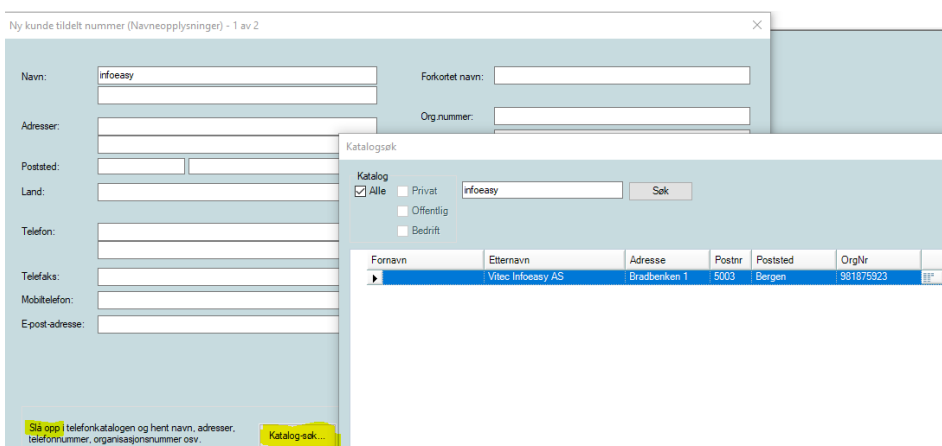 Ny kunde tildelt nummer (Navneopplysninger) - 1 av 2
Navn: infoeasy Forkortet navn:
Org.nummer:
Adresser:
Poststed:
Land:
Telefon:
Telefaks:
Mobiltelefon:
E-post-adresse:
Slå opp i telefonkatalogen og hent navn, adresser,
telefonnummer, organisasjonsnummer osv.
Katalog-søk...
Katalogsøk
Katalog
Alle Privat infoeasy Søk
Offentlig
Bedrift
Fornavn Etternavn Adresse Postnr Poststed OrgNr
Vitec Infoeasy AS Bradbenken 1 5003 Bergen 981875923